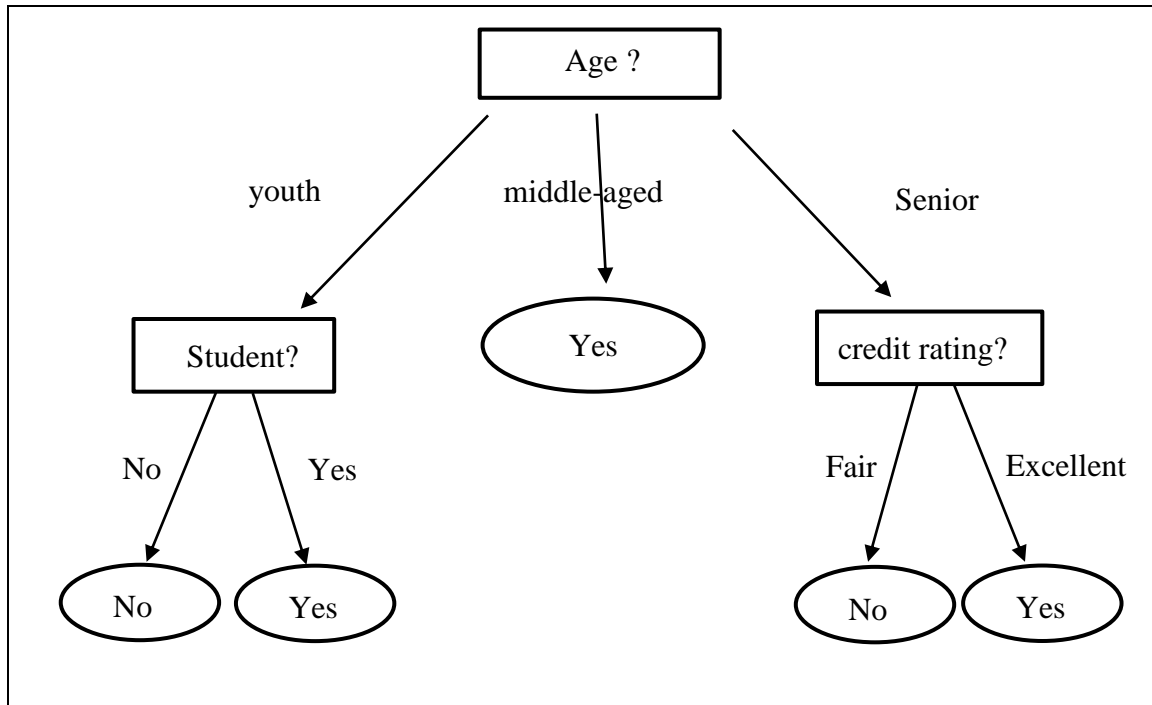 Age ?
youth
middle-aged
Senior
Student?
Yes
credit rating?
No
Yes
Fair
Excellent
No
Yes
No
Yes